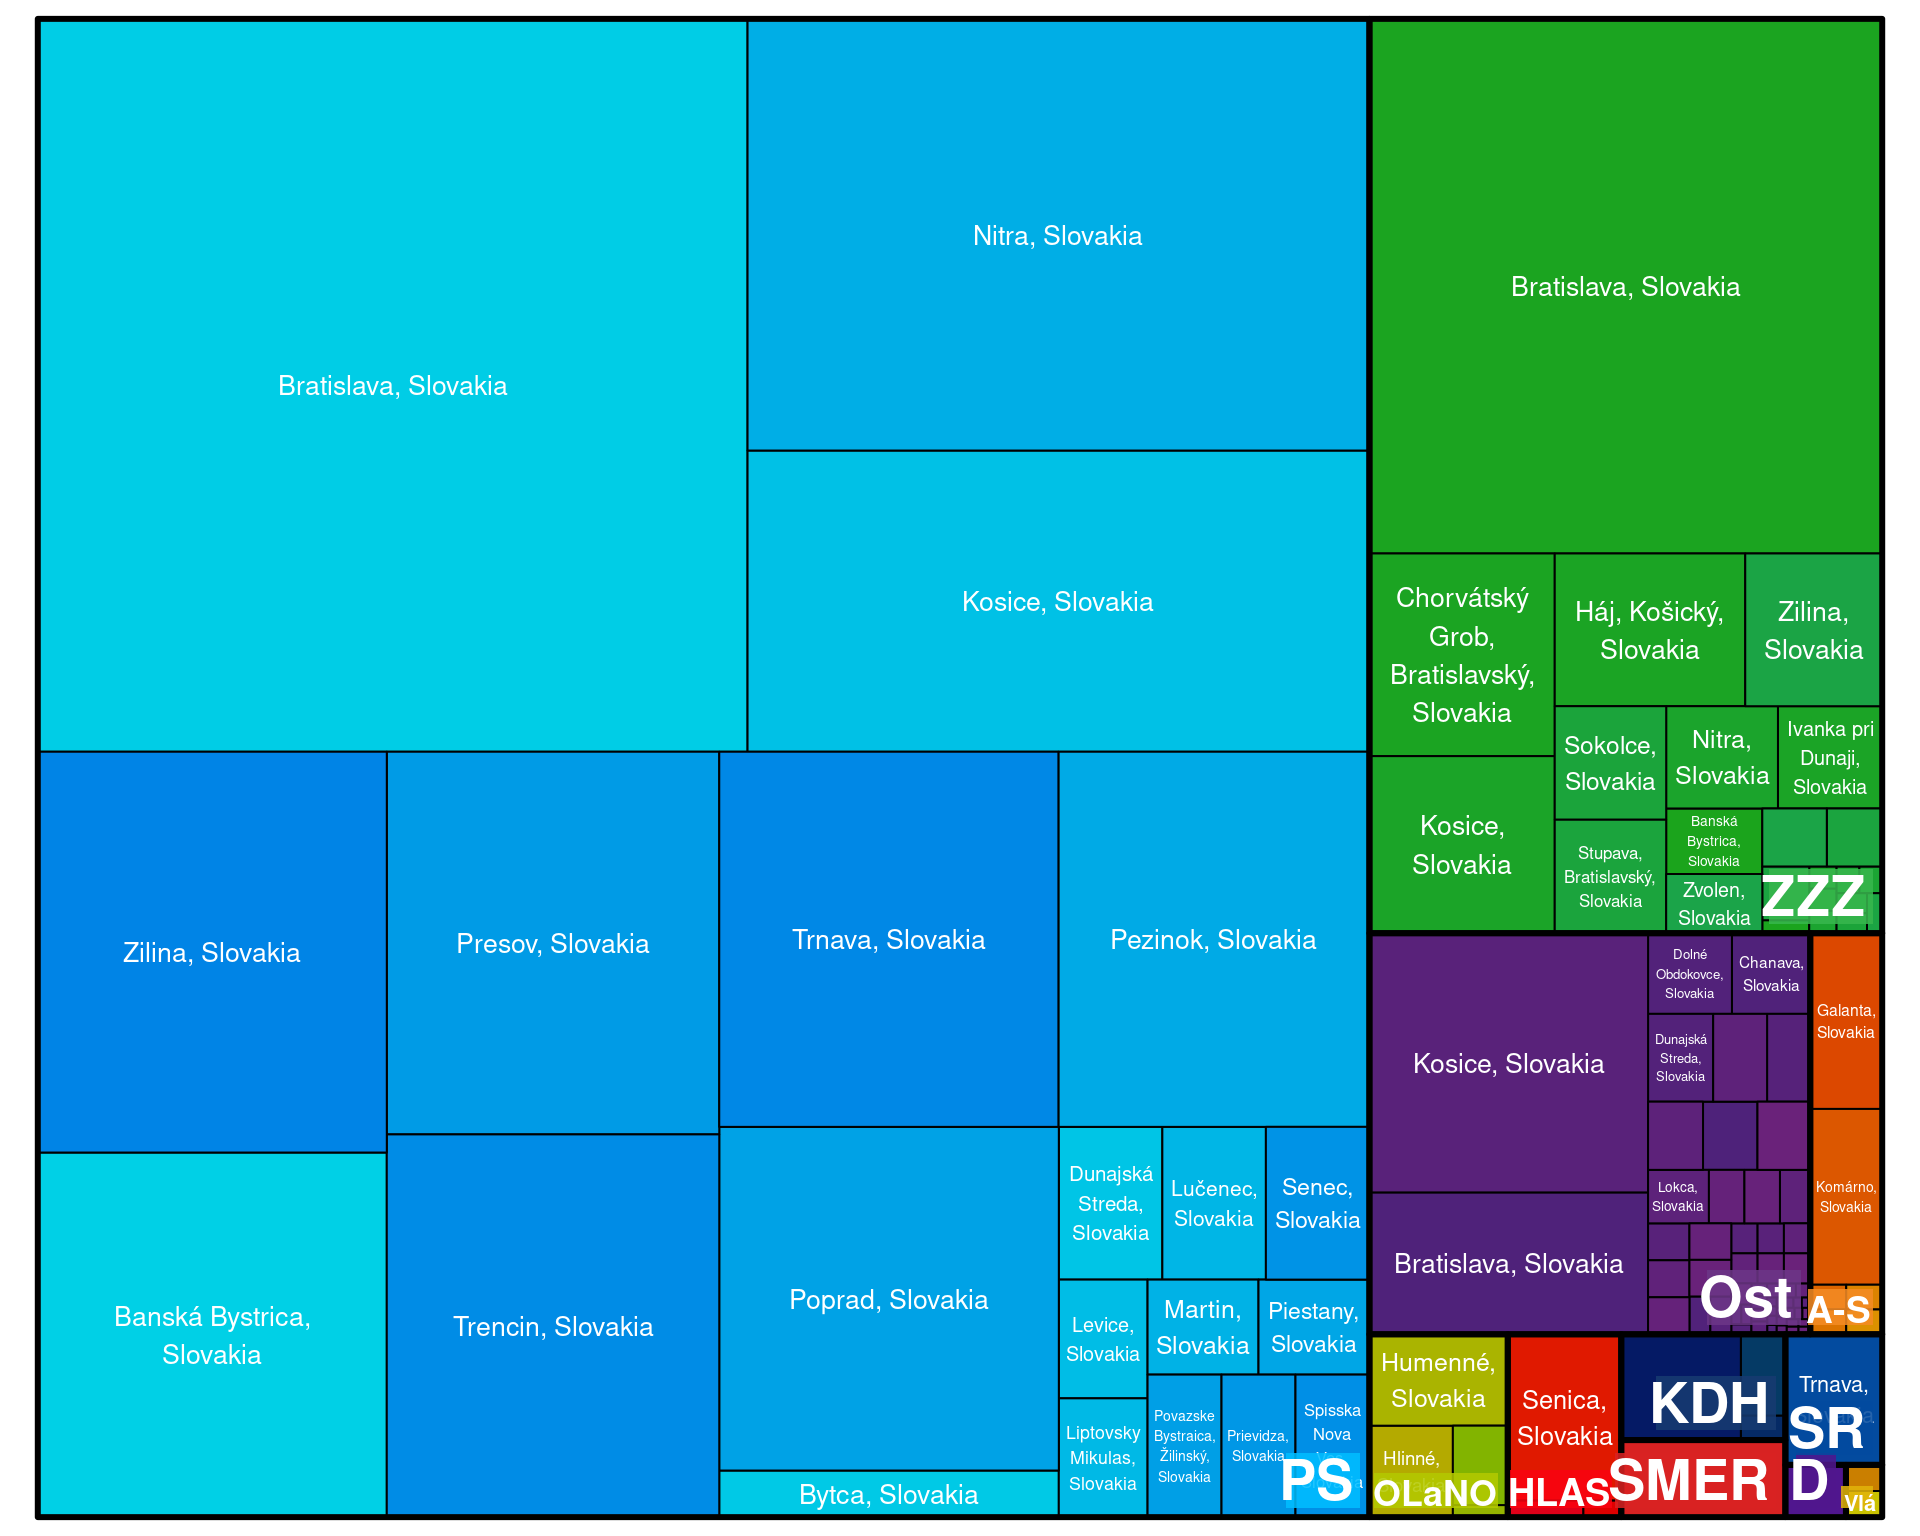 Bratislava, Slovakia
Nitra, Slovakia
Kosice, Slovakia
Zilina, Slovakia
Presov, Slovakia
Trnava, Slovakia
Pezinok, Slovakia
Banská Bystrica,
Slovakia
Trencin, Slovakia
Poprad, Slovakia
Bytca, Slovakia
Dunajská
Streda,
Slovakia
Lučenec,
Slovakia
Senec,
Slovakia
Levice,
Slovakia
Martin,
Slovakia
Piestany,
Slovakia
Liptovsky
Mikulas,
Slovakia
Povazske
Bystraica,
Žilinský,
Slovakia
Prievidza,
Slovakia
Spisska
Nova
PS
Bratislava, Slovakia
Chorvátský
Grob,
Bratislavský,
Slovakia
Háj, Košický,
Slovakia
Zilina,
Slovakia
Kosice,
Slovakia
Sokolce,
Slovakia
Nitra,
Slovakia
Ivanka pri
Dunaji,
Slovakia
Stupava,
Bratislavský,
Slovakia
Banská
Bystrica,
Slovakia
Zvolen,
Slovakia
ZZZ
Kosice, Slovakia
Bratislava, Slovakia
Dolné
Obdokovce,
Slovakia
Chanava,
Slovakia
Dunajská
Streda,
Slovakia
Lokca,
Slovakia
Ost
Galanta,
Slovakia
Komárno,
Slovakia
A-S
Humenné,
Slovakia
Hlinné,
OLaNO
Senica,
Slovakia
HLAS
KDH
SMER
Trnava,
SR
D
Vlá